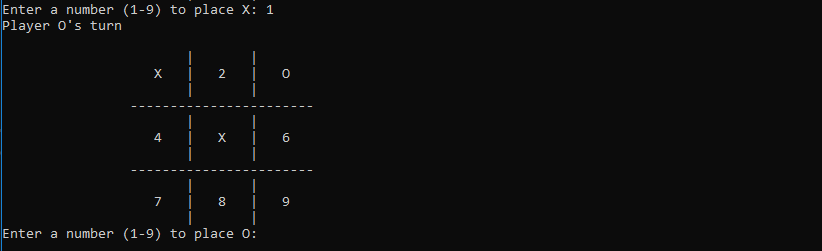 Enter a number (1-9) to place X: 1
Player O's turn
| |
X | 2 | O
| |
-----------------------
| |
4 | X | 6
| |
-----------------------
| |
7 | 8 | 9
| |
Enter a number (1-9) to place O: